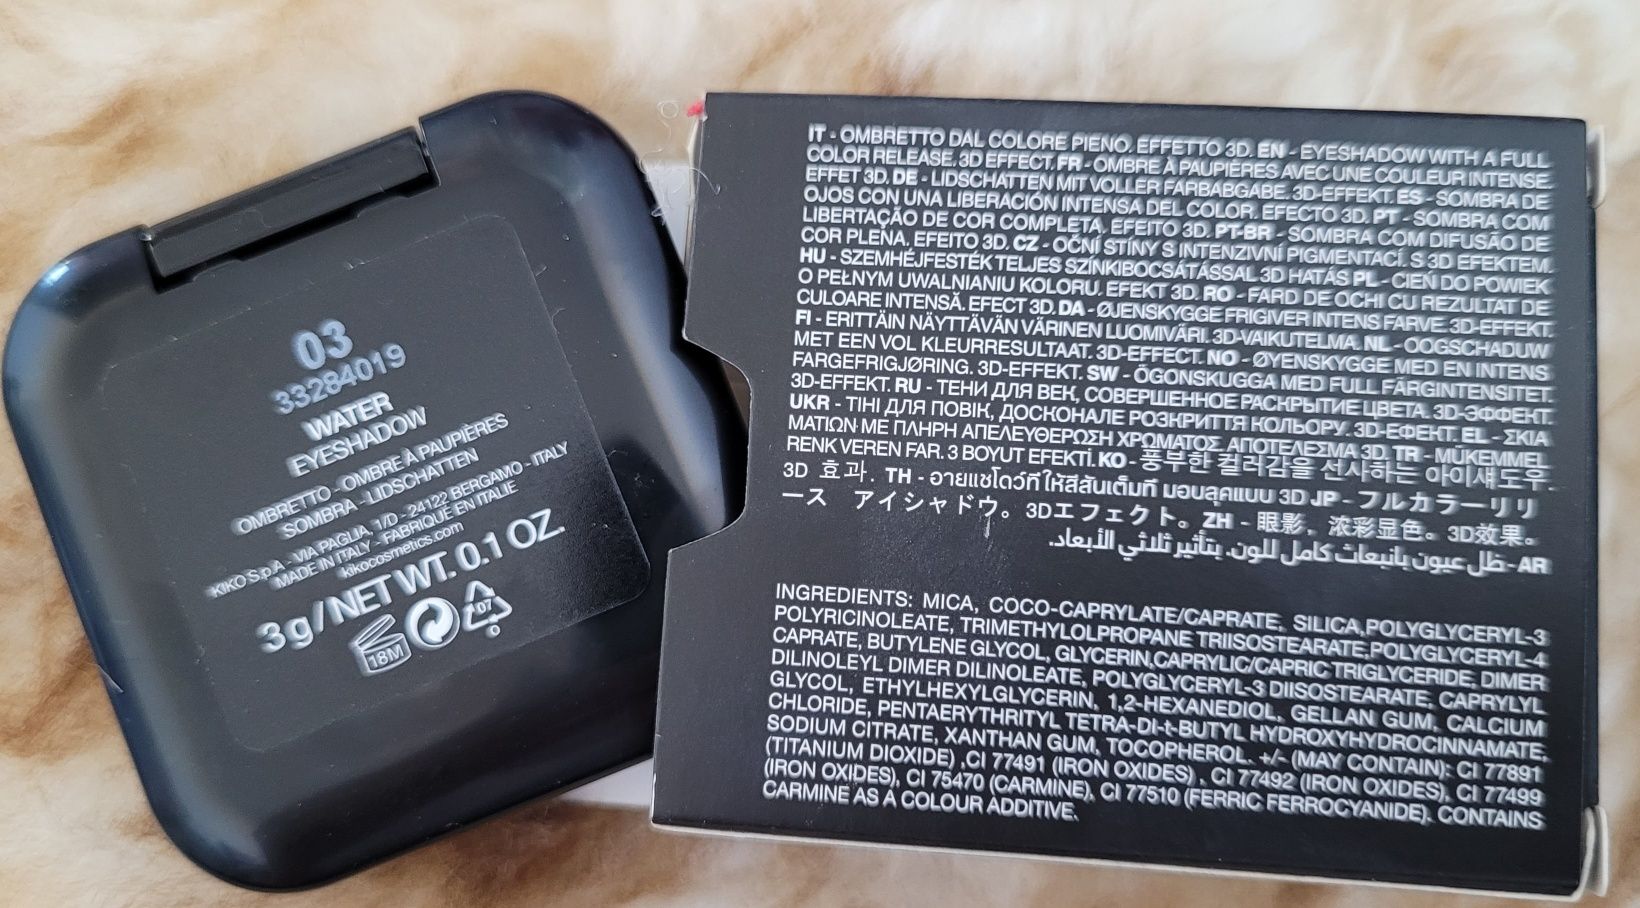 03
33284019
WATER
EYESHADOW
OMBRETTO - OMBRE À PAUPIÈRES
SOMBRA - LIDSCHATTEN
KIKO S.p.A - VIA PAGLIA, 1/D - 24122 BERGAMO - ITALY
MADE IN ITALY - FABRIQUÉ EN ITALIE
kikocosmetics.com
3g/NET WT. 0.1 OZ.
18M
07
IT - OMBRETTO DAL COLORE PIENO. EFFETTO 3D. EN - EYESHADOW WITH A FULL
COLOR RELEASE. 3D EFFECT. FR - OMBRE À PAUPIÈRES AVEC UNE COULEUR INTENSE.
EFFET 3D. DE - LIDSCHATTEN MIT VOLLER FARBABGABE. 3D-EFFEKT. ES - SOMBRA DE
OJOS CON UNA LIBERACIÓN INTENSA DEL COLOR. EFECTO 3D. PT - SOMBRA COM
LIBERTAÇÃO DE COR COMPLETA. EFEITO 3D. PT-BR - SOMBRA COM DIFUSÃO DE
COR PLENA. EFEITO 3D. CZ - OČNÍ STÍNY S INTENZIVNÍ PIGMENTACÍ. S 3D EFEKTEM.
HU - SZEMHÉJFESTÉK TELJES SZÍNKIBOCSÁTÁSSAL 3D HATÁS PL - CIEŃ DO POWIEK
O PEŁNYM UWALNIANIU KOLORU. EFEKT 3D. RO - FARD DE OCHI CU REZULTAT DE
CULOARE INTENSĂ. EFECT 3D. DA - ØJENSKYGGE FRIGIVER INTENS FARVE. 3D-EFFEKT.
FI - ERITTÄIN NÄYTTÄVÄN VÄRINEN LUOMIVÄRI. 3D-VAIKUTELMA. NL - OOGSCHADUW
MET EEN VOL KLEURRESULTAAT. 3D-EFFECT. NO - ØYENSKYGGE MED EN INTENS
FARGEFRIGJØRING. 3D-EFFEKT. SW - ÖGONSKUGGA MED FULL FÄRGINTENSITET.
3D-EFFEKT. RU - ТЕНИ ДЛЯ ВЕК, СОВЕРШЕННОЕ РАСКРЫТИЕ ЦВЕТА. 3D-ЭФФЕКТ.
UKR - ТІНІ ДЛЯ ПОВІК, ДОСКОНАЛЕ РОЗКРИТТЯ КОЛЬОРУ. 3D-ЕФЕКТ. EL - ΣΚΙΑ
ΜΑΤΙΩΝ ΜΕ ΠΛΗΡΗ ΑΠΕΛΕΥΘΕΡΩΣΗ ΧΡΩΜΑΤΟΣ. ΑΠΟΤΕΛΕΣΜΑ 3D. TR - MÜKEMMEL
RENK VEREN FAR. 3 BOYUT EFEKTİ. KO - 풍부한 컬러감을 선사하는 아이섀도우.
3D 효과. TH - อายแชโดว์ที่ให้สีสันเต็มที่ มอบลุคแบบ 3D JP - フルカラーリリ
ース アイシャドウ。3Dエフェクト。ZH - 眼影，浓彩显色。3D效果。
AR - ظل عيون بانبعاث كامل للون. بتأثير ثلاثي الأبعاد.
INGREDIENTS: MICA, COCO-CAPRYLATE/CAPRATE, SILICA,POLYGLYCERYL-3
POLYRICINOLEATE, TRIMETHYLOLPROPANE TRIISOSTEARATE,POLYGLYCERYL-4
CAPRATE, BUTYLENE GLYCOL, GLYCERIN,CAPRYLIC/CAPRIC TRIGLYCERIDE, DIMER
DILINOLEYL DIMER DILINOLEATE, POLYGLYCERYL-3 DIISOSTEARATE, CAPRYLYL
GLYCOL, ETHYLHEXYLGLYCERIN, 1,2-HEXANEDIOL, GELLAN GUM, CALCIUM
CHLORIDE, PENTAERYTHRITYL TETRA-DI-t-BUTYL HYDROXYHYDROCINNAMATE,
SODIUM CITRATE, XANTHAN GUM, TOCOPHEROL. +/- (MAY CONTAIN): CI 77891
(TITANIUM DIOXIDE) ,CI 77491 (IRON OXIDES) , CI 77492 (IRON OXIDES), CI 77499
(IRON OXIDES), CI 75470 (CARMINE), CI 77510 (FERRIC FERROCYANIDE). CONTAINS
CARMINE AS A COLOUR ADDITIVE.